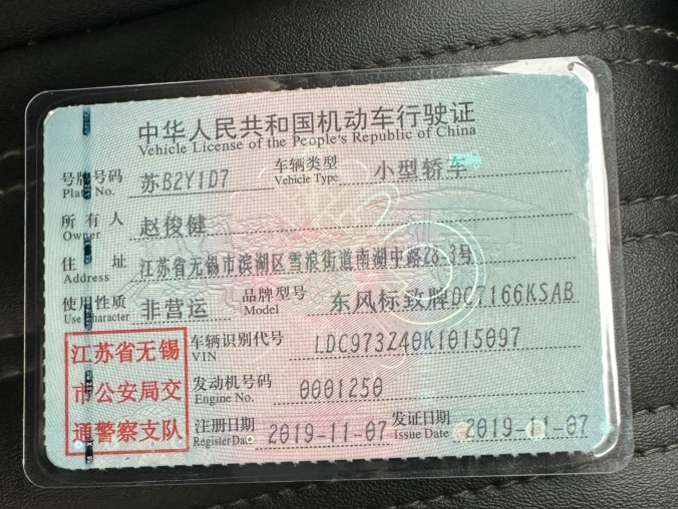 中华人民共和国机动车行驶证
Vehicle License of the People's Republic of China
号牌号码 苏B2Y1D7 车辆类型 小型轿车
Plate No. Vehicle Type
所有人 赵俊健
Owner
住址 江苏省无锡市滨湖区雪浪街道南湖中路28-3号
Address
使用性质 非营运 品牌型号 东风标致牌DC7166KSAB
Use Character Model
江苏省无锡
市公安局交
通警察支队
车辆识别代号 LDC973Z40K1015097
VIN
发动机号码 0001250
Engine No.
注册日期 2019-11-07 发证日期 2019-11-07
Register Date Issue Date